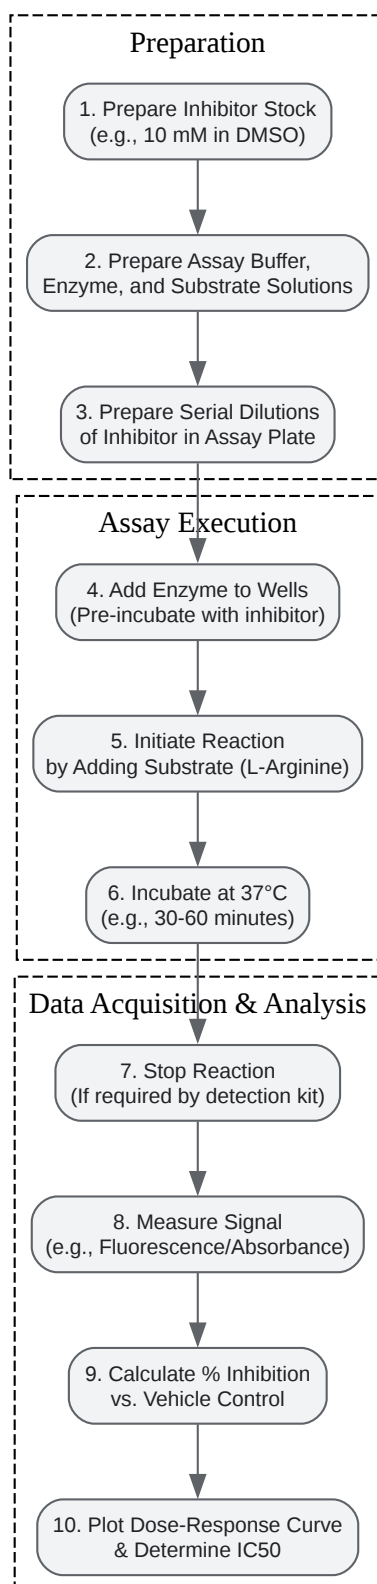 Preparation
1. Prepare Inhibitor Stock
(e.g., 10 mM in DMSO)
2. Prepare Assay Buffer,
Enzyme, and Substrate Solutions
3. Prepare Serial Dilutions
of Inhibitor in Assay Plate
Assay Execution
4. Add Enzyme to Wells
(Pre-incubate with inhibitor)
5. Initiate Reaction
by Adding Substrate (L-Arginine)
6. Incubate at 37°C
(e.g., 30-60 minutes)
Data Acquisition & Analysis
7. Stop Reaction
(If required by detection kit)
8. Measure Signal
(e.g., Fluorescence/Absorbance)
9. Calculate % Inhibition
vs. Vehicle Control
10. Plot Dose-Response Curve
& Determine IC50